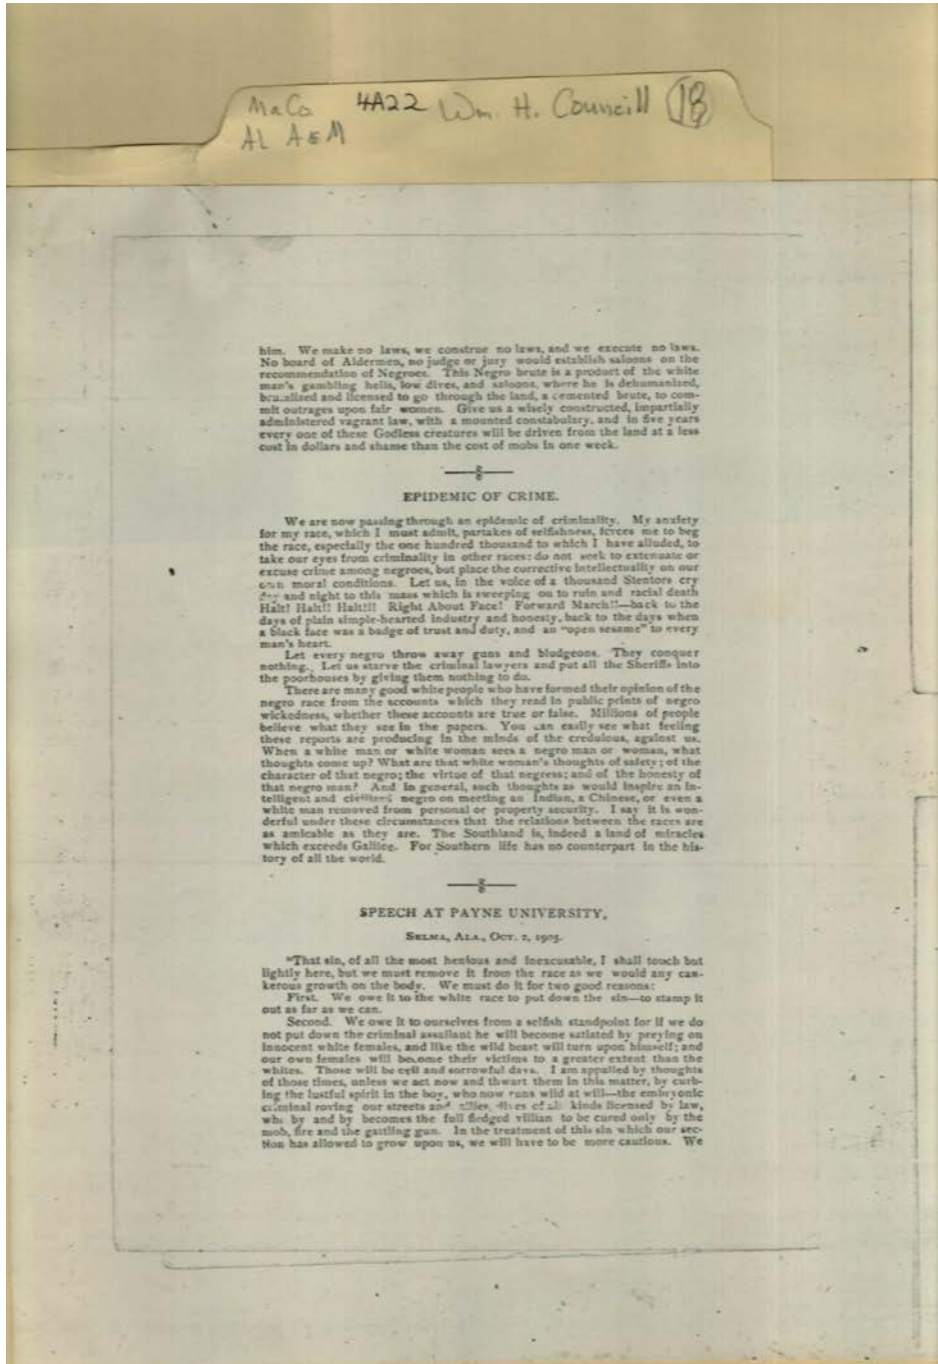 MaCo 4A22 Wm. H. Councill 18
AL A&M
him. We make no laws, we construe no laws, and we execute no laws.
No board of Aldermen, no judge or jury would establish saloons on the
recommendation of Negroes. This Negro brute is a product of the white
man's gambling hells, low dives, and saloons, where he is dehumanized,
brutalised and licensed to go through the land, a cemented brute, to com-
mit outrages upon fair women. Give us a wisely constructed, impartially
administered vagrant law, with a mounted constabulary, and in five years
every one of these Godless creatures will be driven from the land at a less
cost in dollars and shame than the cost of mobs in one week.
EPIDEMIC OF CRIME.
We are now passing through an epidemic of criminality. My anxiety
for my race, which I must admit, partakes of selfishness, forces me to beg
the race, especially the one hundred thousand to which I have alluded, to
take our eyes from criminality in other races: do not seek to extenuate or
excuse crime among negroes, but place the corrective intellectuality on our
own moral conditions. Let us, in the voice of a thousand Stentors cry
day and night to this mass which is sweeping on to ruin and racial death
Halt! Halt!! Halt!!! Right About Face! Forward March!!—back to the
days of plain simple-hearted industry and honesty, back to the days when
a black face was a badge of trust and duty, and an "open sesame" to every
man's heart.
Let every negro throw away guns and bludgeons. They conquer
nothing. Let us starve the criminal lawyers and put all the Sheriffs into
the poorhouses by giving them nothing to do.
There are many good white people who have formed their opinion of the
negro race from the accounts which they read in public prints of negro
wickedness, whether these accounts are true or false. Millions of people
believe what they see in the papers. You can easily see what feeling
these reports are producing in the minds of the credulous, against us.
When a white man or white woman sees a negro man or woman, what
thoughts come up? What are that white woman's thoughts of safety; of the
character of that negro; the virtue of that negress; and of the honesty of
that negro man? And in general, such thoughts as would inspire an in-
telligent and civilized negro on meeting an Indian, a Chinese, or even a
white man removed from personal or property security. I say it is won-
derful under these circumstances that the relations between the races are
as amicable as they are. The Southland is, indeed a land of miracles
which exceeds Galilee. For Southern life has no counterpart in the his-
tory of all the world.
SPEECH AT PAYNE UNIVERSITY,
SELMA, ALA., OCT. 2, 1905.
"That sin, of all the most henious and inexcusable, I shall touch but
lightly here, but we must remove it from the race as we would any can-
kerous growth on the body. We must do it for two good reasons:
First. We owe it to the white race to put down the sin—to stamp it
out as far as we can.
Second. We owe it to ourselves from a selfish standpoint for if we do
not put down the criminal assailant he will become satiated by preying on
innocent white females, and like the wild beast will turn upon himself; and
our own females will become their victims to a greater extent than the
whites. Those will be evil and sorrowful days. I am appalled by thoughts
of those times, unless we act now and thwart them in this matter, by curb-
ing the lustful spirit in the boy, who now runs wild at will—the embryonic
criminal roving our streets and allies, dives of all kinds licensed by law,
who by and by becomes the full fledged villian to be cured only by the
mob, fire and the gattling gun. In the treatment of this sin which our sec-
tion has allowed to grow upon us, we will have to be more cautious. We